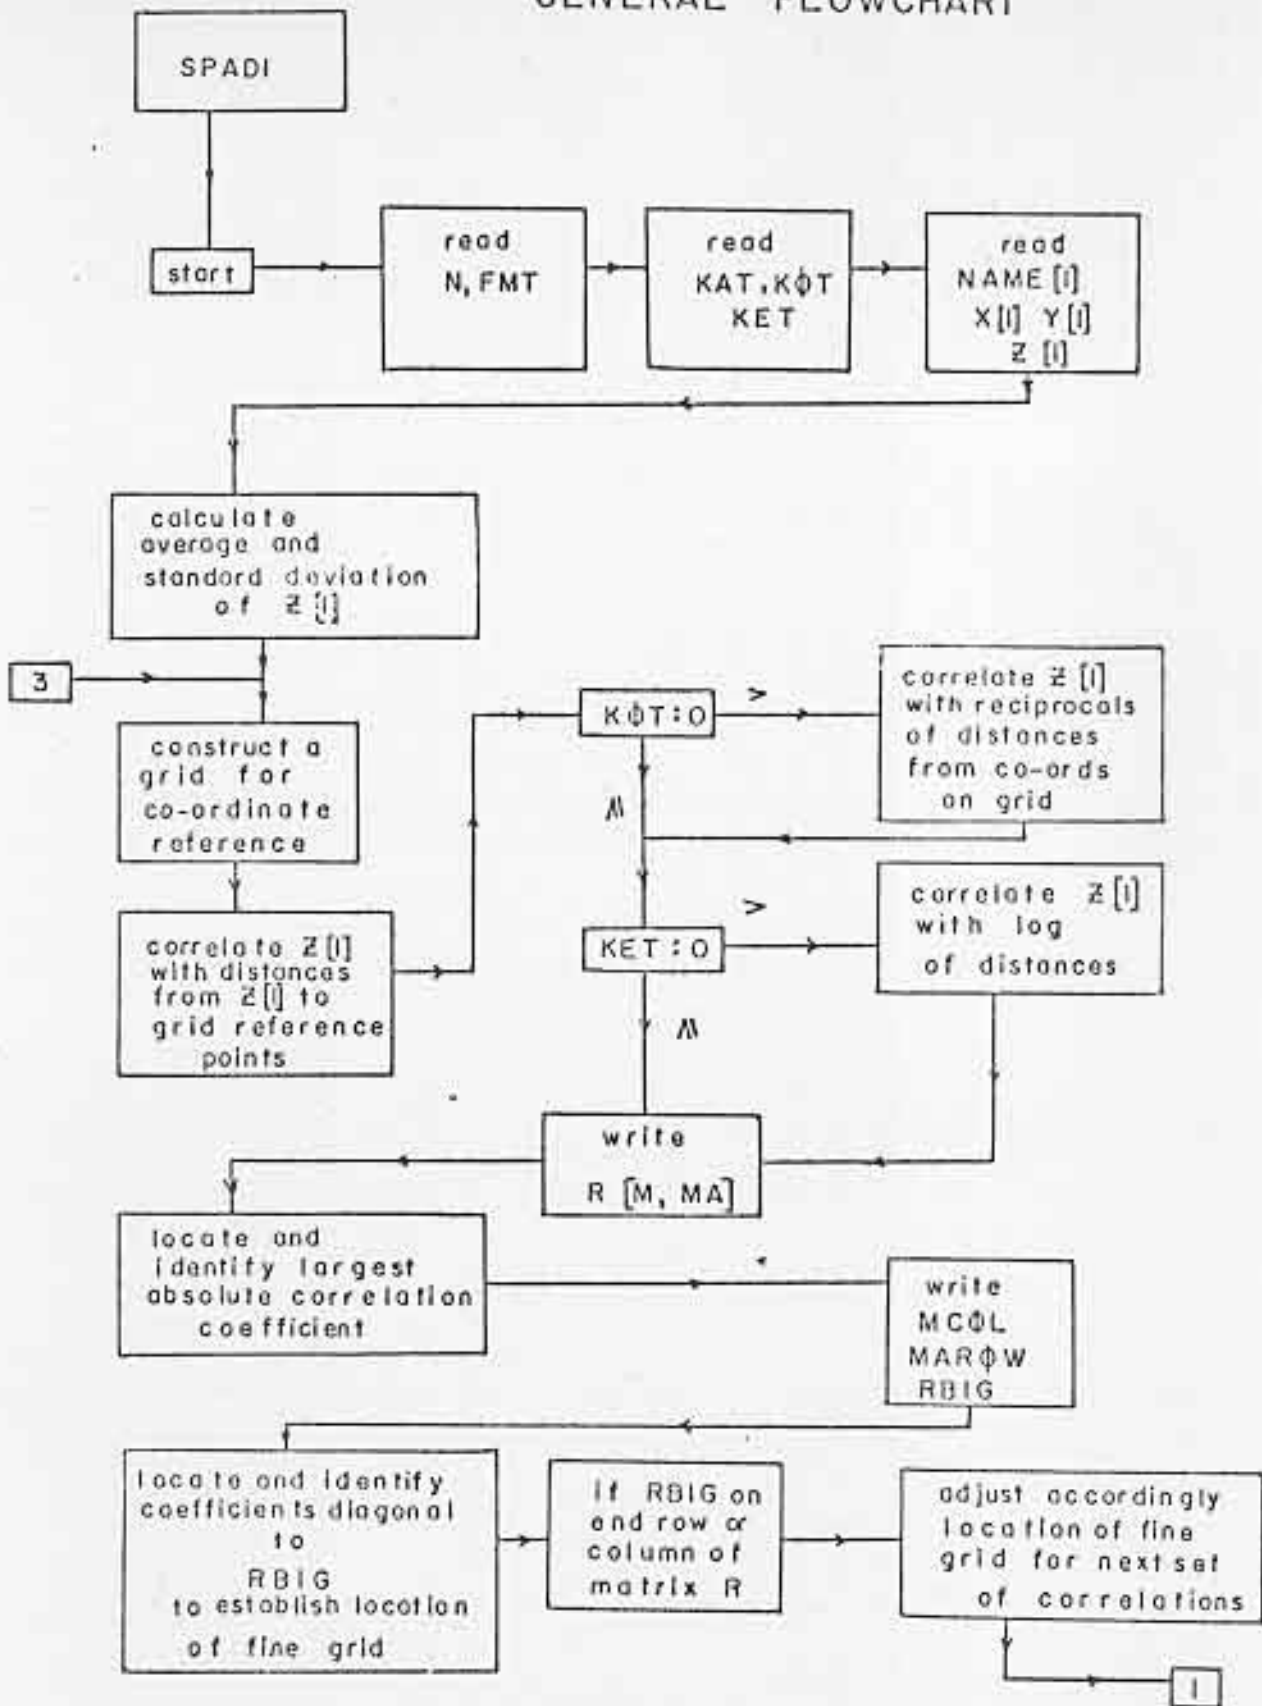 GENERAL FLOWCHART
SPADI
start
read
N, FMT
read
KAT, KΦT
KET
read
NAME [I]
X[I] Y[I]
Z [I]
calculate
average and
standard deviation
of Z [I]
3
construct a
grid for
co-ordinate
reference
correlate Z [I]
with distances
from Z [I] to
grid reference
points
KΦT : O
>
≤
correlate Z [I]
with reciprocals
of distances
from co-ords
on grid
KET : O
>
≤
correlate Z [I]
with log
of distances
write
R [M, MA]
locate and
identify largest
absolute correlation
coefficient
write
MCΦL
MARΦW
RBIG
locate and identify
coefficients diagonal
to
RBIG
to establish location
of fine grid
if RBIG on
end row or
column of
matrix R
adjust accordingly
location of fine
grid for next set
of correlations
1